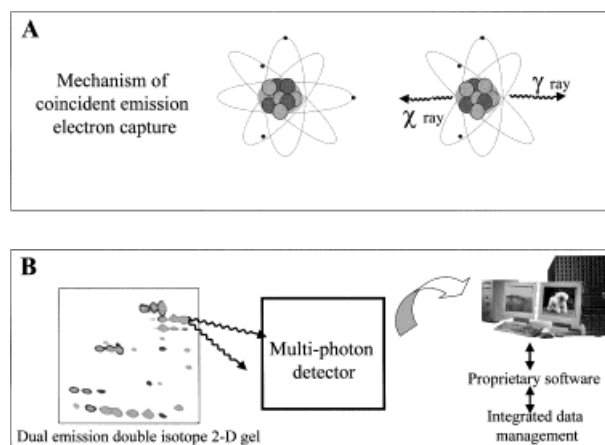 A
Mechanism of
coincident emission
electron capture
γ ray
χ ray
B
Multi-photon
detector
Proprietary software
Integrated data
management
Dual emission double isotope 2-D gel